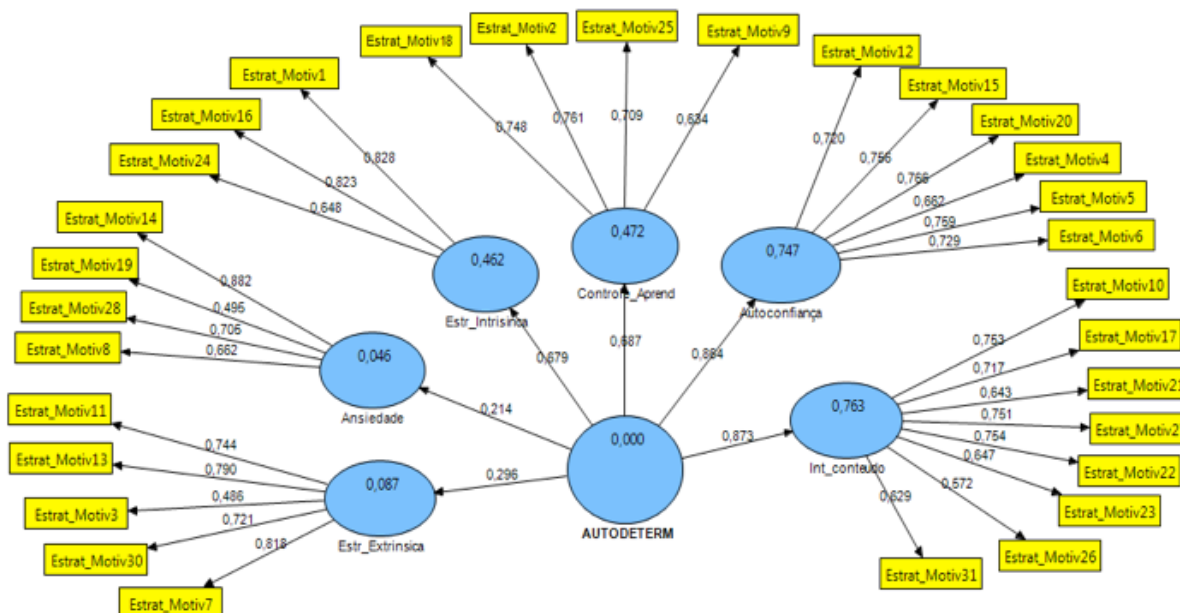 Estrat_Motiv18
Estrat_Motiv2
Estrat_Motiv25
Estrat_Motiv9
Estrat_Motiv12
Estrat_Motiv15
Estrat_Motiv20
Estrat_Motiv4
Estrat_Motiv5
Estrat_Motiv6
Estrat_Motiv1
Estrat_Motiv16
Estrat_Motiv24
Estrat_Motiv14
Estrat_Motiv19
Estrat_Motiv28
Estrat_Motiv8
Estrat_Motiv11
Estrat_Motiv13
Estrat_Motiv3
Estrat_Motiv30
Estrat_Motiv7
Estrat_Motiv10
Estrat_Motiv17
Estrat_Motiv21
Estrat_Motiv22
Estrat_Motiv23
Estrat_Motiv26
Estrat_Motiv31
0,748
0,761
0,709
0,634
0,720
0,756
0,662
0,759
0,729
0,828
0,823
0,648
0,882
0,495
0,706
0,662
0,744
0,790
0,486
0,721
0,818
0,753
0,717
0,643
0,751
0,754
0,647
0,629
0,462
Estr_Intrisinca
0,472
Controle_Aprend
0,747
Autoconfiança
0,046
Ansiedade
0,763
Int_conteudo
0,087
Estr_Extrinsica
0,000
AUTODETERM
0,679
0,687
0,864
0,214
0,296
0,873